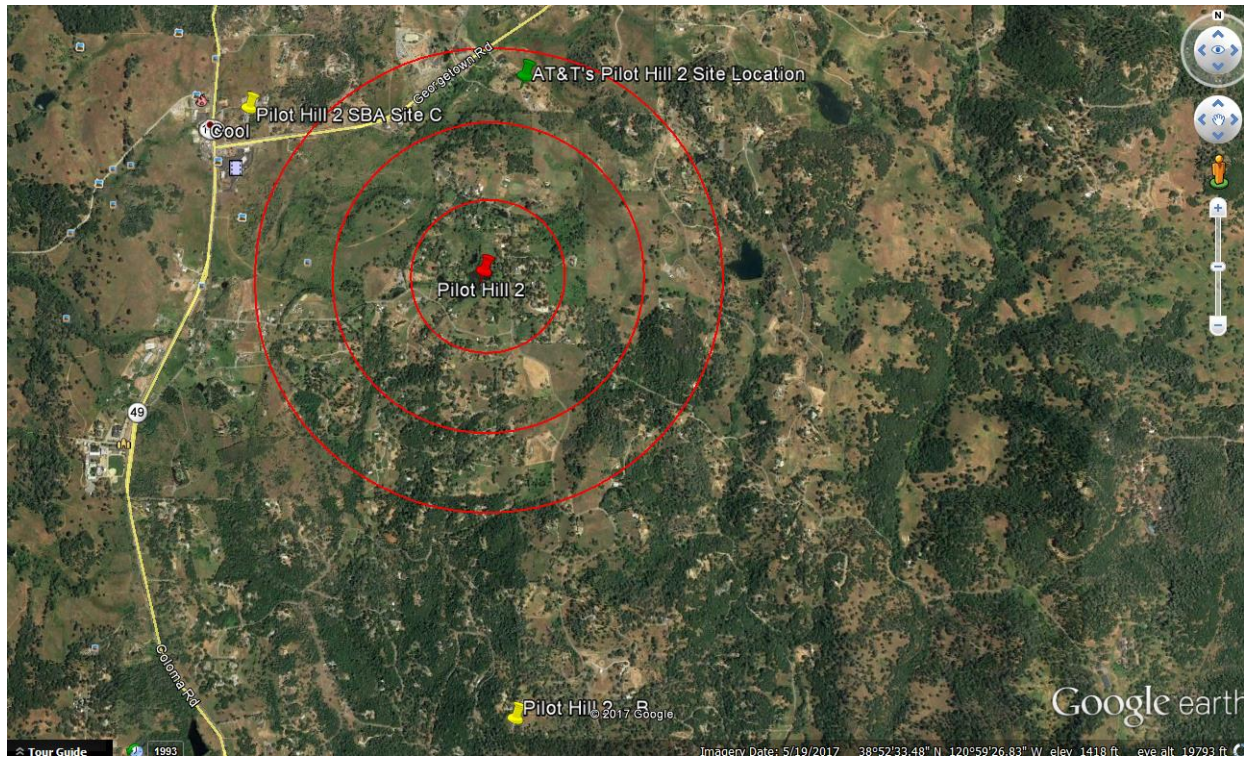 N
Georgetown Rd
AT&T's Pilot Hill 2 Site Location
Pilot Hill 2 SBA Site C
Cool
Pilot Hill 2
49
Coloma Rd
Pilot Hill 2 B
©2017 Google
Google earth
Tour Guide
1993
Imagery Date: 5/19/2017 38°52'33.48" N 120°59'26.83" W elev 1418 ft eye alt 19793 ft